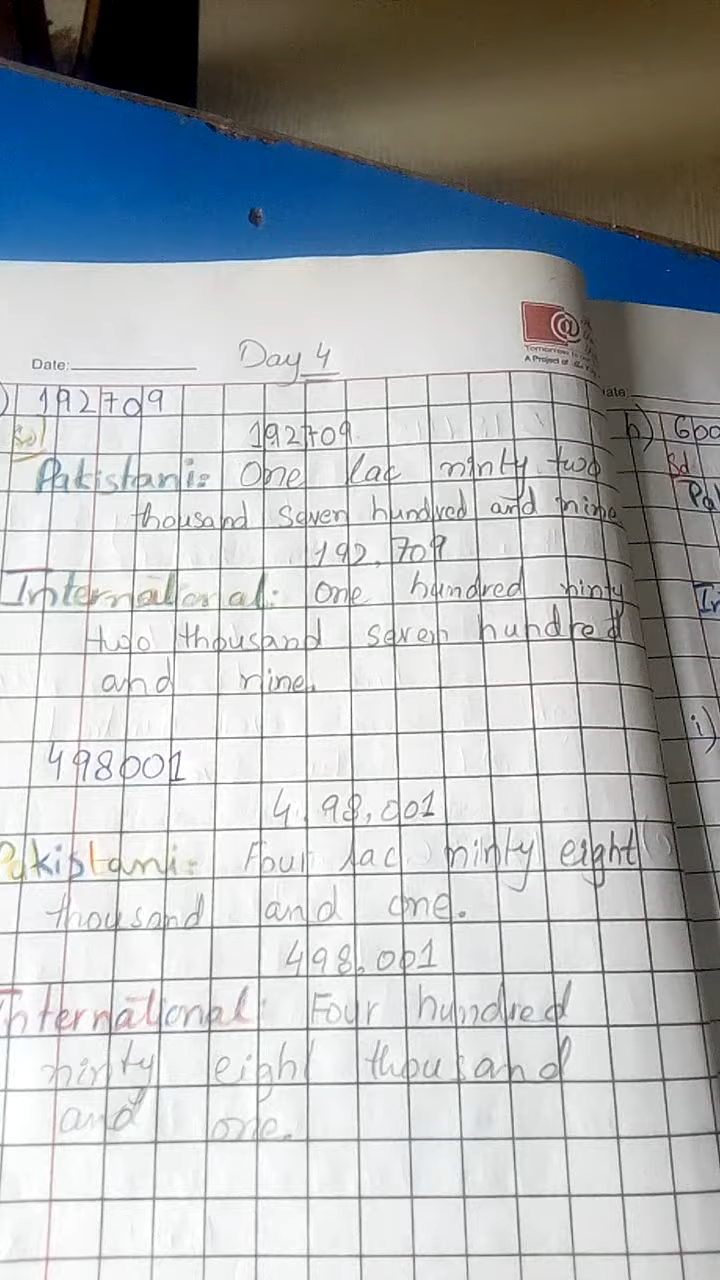 Date:
Day 4
192709
Sol
192709
Pakistani: One lac ninty two
thousand seven hundred and nine
192,709
International: One hundred ninty
two thousand seven hundred
and nine.
498001
4,98,001
Pakistani: Four lac ninty eight
thousand and one.
498,001
International: Four hundred
ninty eight thousand
and one.
@
A Project of
ate:
h) 600
i)